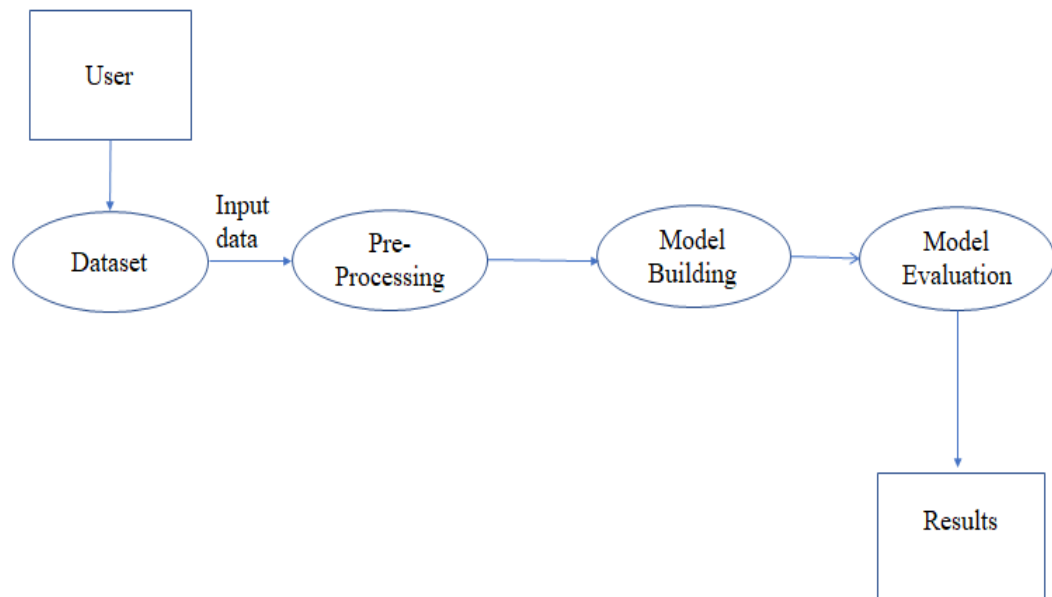 User
Input
data
Dataset
Pre-
Processing
Model
Building
Model
Evaluation
Results